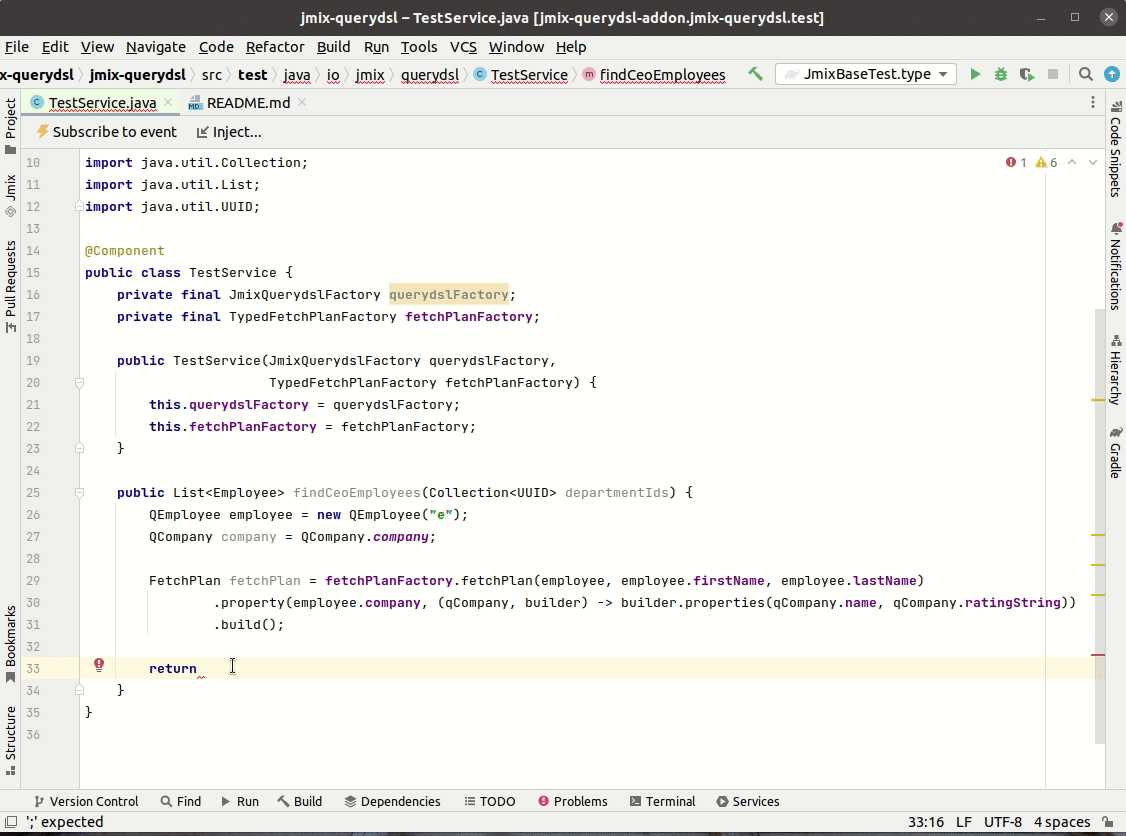 jmix-querydsl – TestService.java [jmix-querydsl-addon.jmix-querydsl.test]
File Edit View Navigate Code Refactor Build Run Tools VCS Window Help
x-querydsl jmix-querydsl src test java io jmix querydsl TestService findCeoEmployees JmixBaseTest.type
TestService.java README.md
Subscribe to event Inject...
10 import java.util.Collection;
11 import java.util.List;
12 import java.util.UUID;
13
14 @Component
15 public class TestService {
16 private final JmixQuerydslFactory querydslFactory;
17 private final TypedFetchPlanFactory fetchPlanFactory;
18
19 public TestService(JmixQuerydslFactory querydslFactory,
20 TypedFetchPlanFactory fetchPlanFactory) {
21 this.querydslFactory = querydslFactory;
22 this.fetchPlanFactory = fetchPlanFactory;
23 }
24
25 public List<Employee> findCeoEmployees(Collection<UUID> departmentIds) {
26 QEmployee employee = new QEmployee("e");
27 QCompany company = QCompany.company;
28
29 FetchPlan fetchPlan = fetchPlanFactory.fetchPlan(employee, employee.firstName, employee.lastName)
30 .property(employee.company, (qCompany, builder) -> builder.properties(qCompany.name, qCompany.ratingString))
31 .build();
32
33 return
34 }
35 }
36
1 6
Project
Jmix
Pull Requests
Bookmarks
Structure
Code Snippets
Notifications
Hierarchy
Gradle
Version Control Find Run Build Dependencies TODO Problems Terminal Services
';' expected 33:16 LF UTF-8 4 spaces